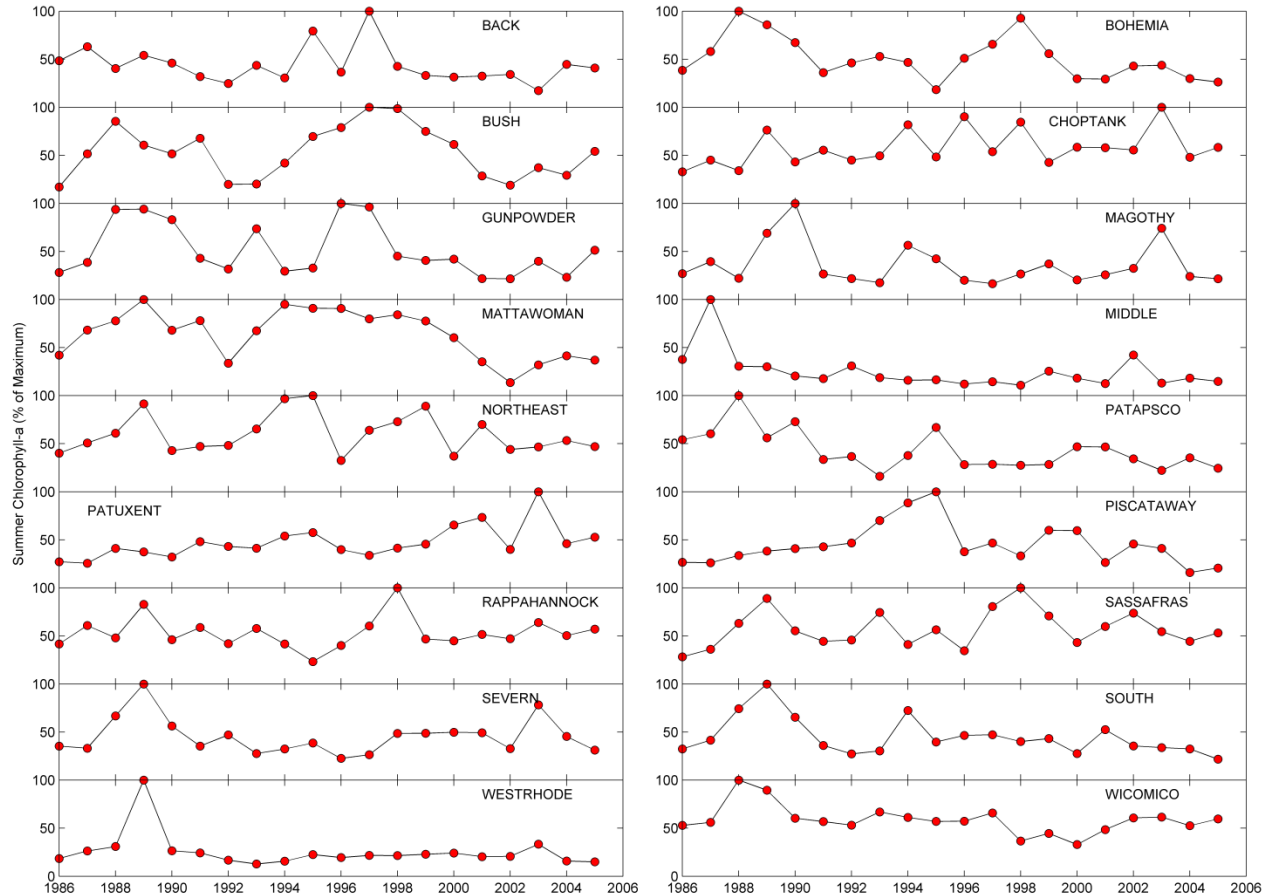 Summer Chlorophyll-a (% of Maximum)
100
BACK
50
100
BUSH
50
100
GUNPOWDER
50
100
MATTAWOMAN
50
100
NORTHEAST
50
100
PATUXENT
50
100
RAPPAHANNOCK
50
100
SEVERN
50
100
WESTRHODE
50
0
1986 1988 1990 1992 1994 1996 1998 2000 2002 2004 2006
100
BOHEMIA
50
100
CHOPTANK
50
100
MAGOTHY
50
100
MIDDLE
50
100
PATAPSCO
50
100
PISCATAWAY
50
100
SASSAFRAS
50
100
SOUTH
50
100
WICOMICO
50
0
1986 1988 1990 1992 1994 1996 1998 2000 2002 2004 2006